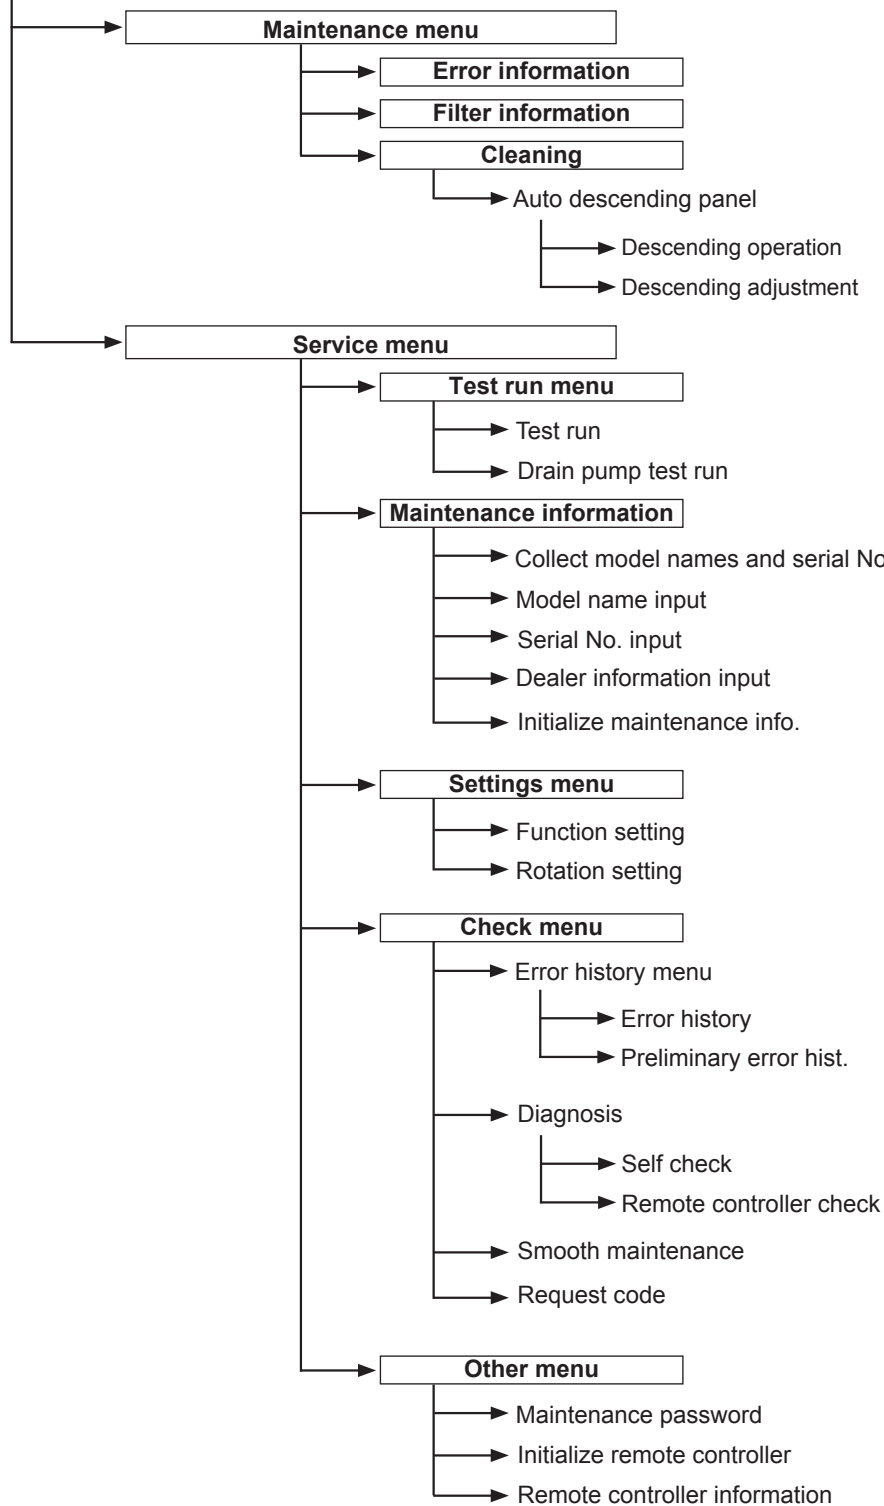 Maintenance menu
Error information
Filter information
Cleaning
Auto descending panel
Descending operation
Descending adjustment
Service menu
Test run menu
Test run
Drain pump test run
Maintenance information
Collect model names and serial No
Model name input
Serial No. input
Dealer information input
Initialize maintenance info.
Settings menu
Function setting
Rotation setting
Check menu
Error history menu
Error history
Preliminary error hist.
Diagnosis
Self check
Remote controller check
Smooth maintenance
Request code
Other menu
Maintenance password
Initialize remote controller
Remote controller information